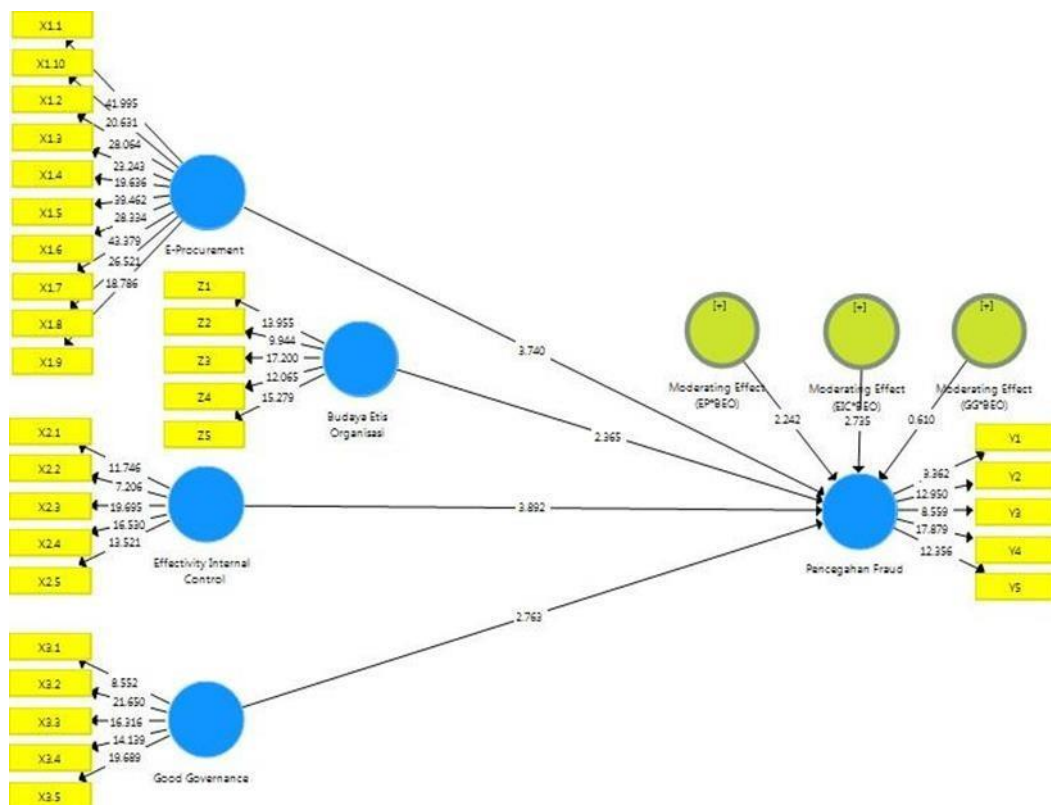 X1.1
X1.10
X1.2
X1.3
X1.4
X1.5
X1.6
X1.7
X1.8
X1.9
41.995
20.631
28.064
23.243
19.636
39.462
28.334
43.379
26.521
18.786
E-Procurement
Z1
Z2
Z3
Z4
Z5
13.955
9.944
17.200
12.065
15.279
Budaya Etis
Organisasi
X2.1
X2.2
X2.3
X2.4
X2.5
11.746
7.206
19.695
16.530
13.521
Effectivity Internal
Control
X3.1
X3.2
X3.3
X3.4
X3.5
8.552
21.650
16.316
14.139
19.689
Good Governance
3.740
2.365
3.892
2.763
[+]
Moderating Effect
(EP*BEO)
2.242
[+]
Moderating Effect
(EIC*BEO)
2.735
[+]
Moderating Effect
(GG*BEO)
0.610
Pencegahan Fraud
3.362
12.950
8.559
17.879
12.356
Y1
Y2
Y3
Y4
Y5